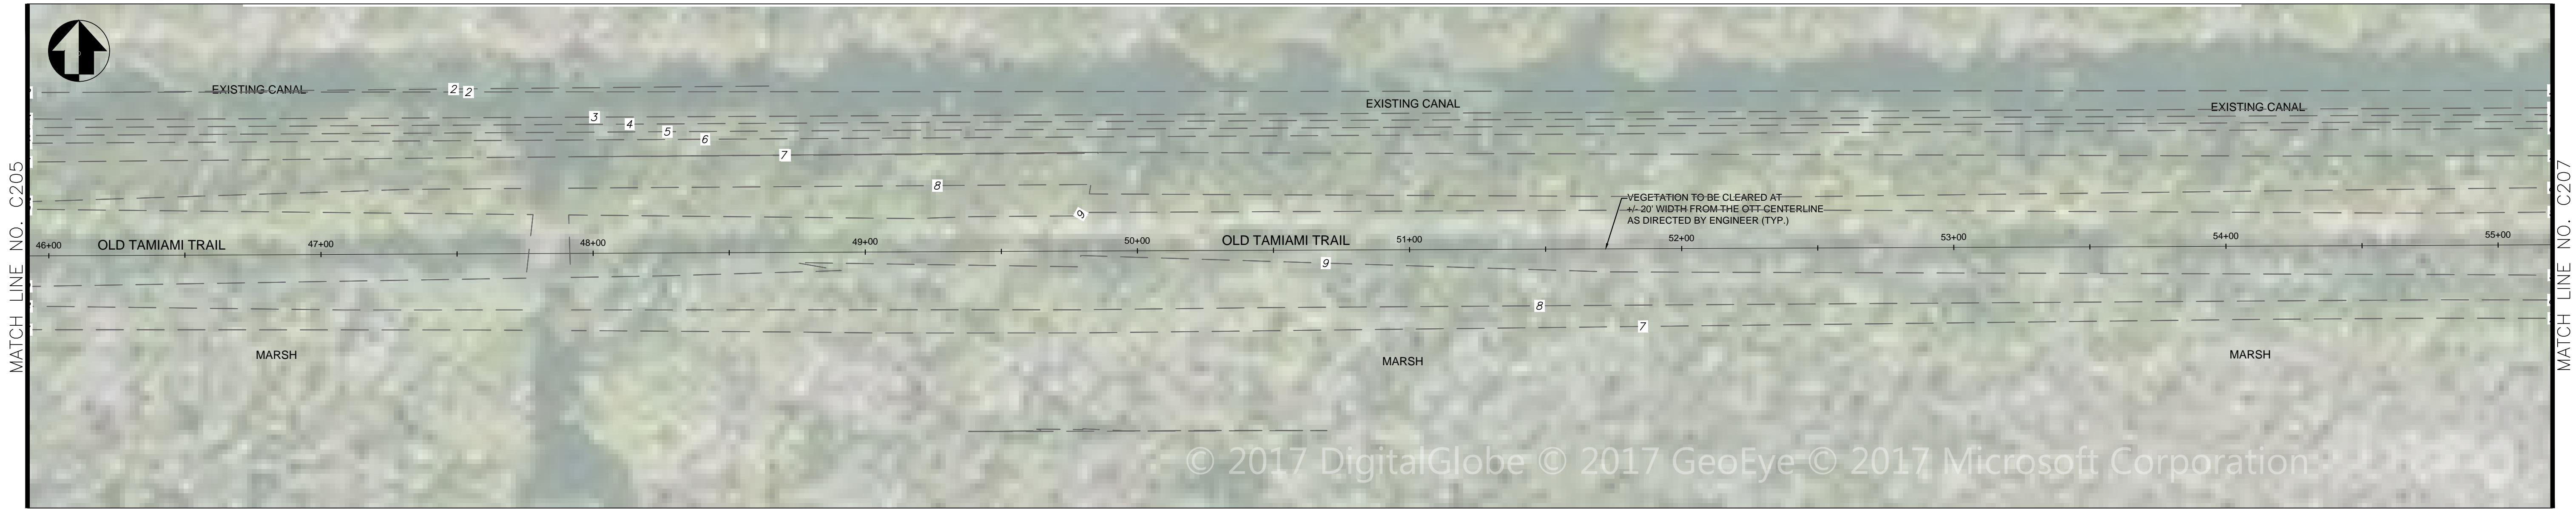 EXISTING CANAL
2
2
EXISTING CANAL
EXISTING CANAL
3
4
5
6
7
8
9
VEGETATION TO BE CLEARED AT
+/- 20' WIDTH FROM THE OTT CENTERLINE
AS DIRECTED BY ENGINEER (TYP.)
MATCH LINE NO. C205
MATCH LINE NO. C207
46+00
OLD TAMIAMI TRAIL
47+00
48+00
49+00
50+00
OLD TAMIAMI TRAIL
51+00
52+00
53+00
54+00
55+00
9
8
7
MARSH
MARSH
MARSH
© 2017 DigitalGlobe © 2017 GeoEye © 2017 Microsoft Corporation